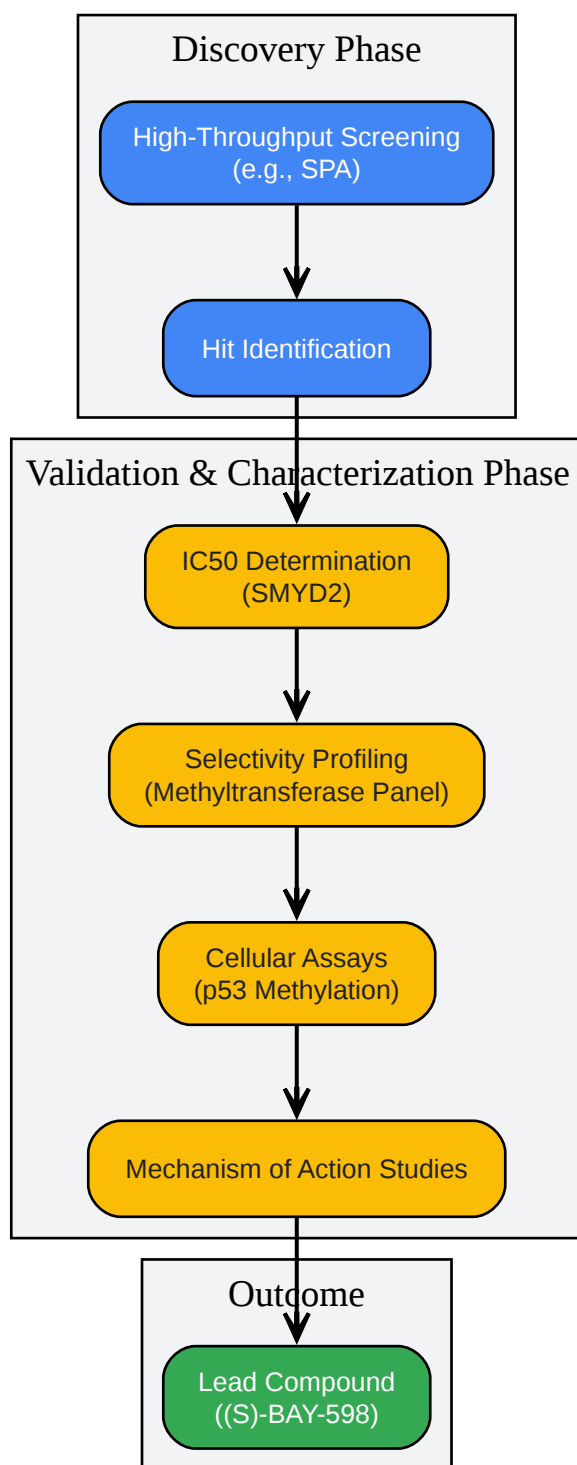 Discovery Phase
High-Throughput Screening
(e.g., SPA)
Hit Identification
Validation & Characterization Phase
IC50 Determination
(SMYD2)
Selectivity Profiling
(Methyltransferase Panel)
Cellular Assays
(p53 Methylation)
Mechanism of Action Studies
Outcome
Lead Compound
((S)-BAY-598)